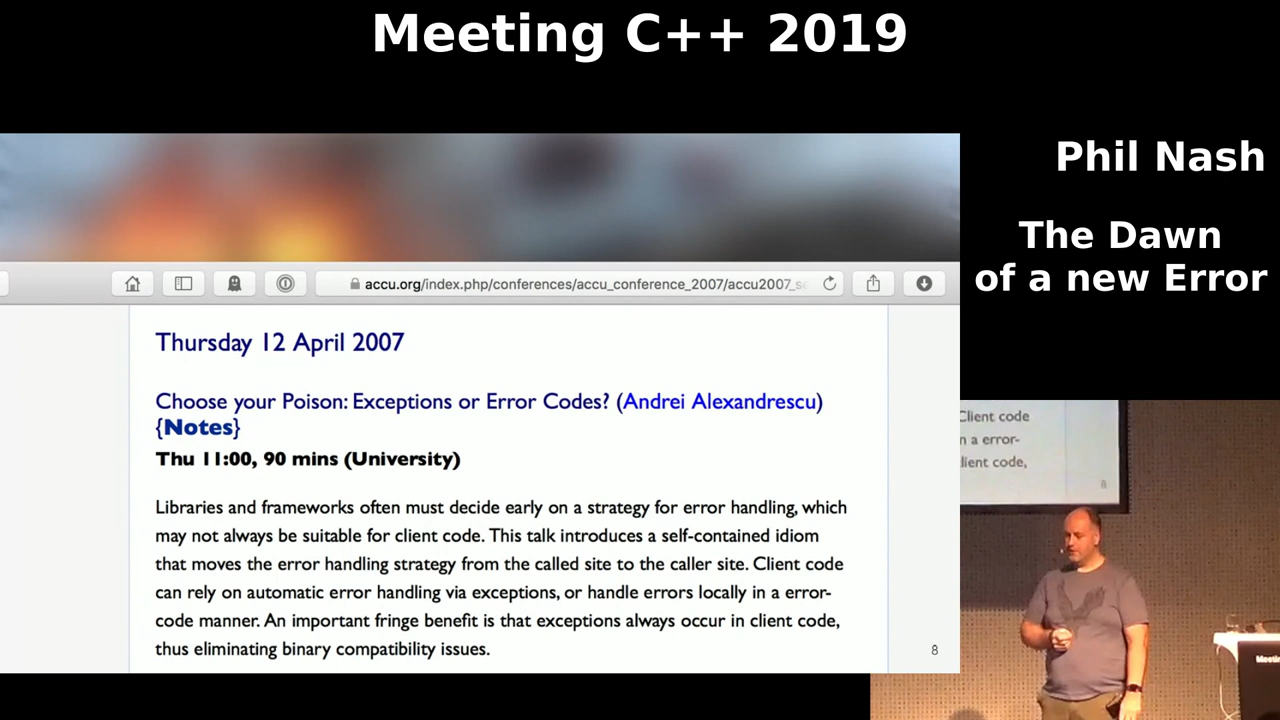 Meeting C++ 2019
Phil Nash
The Dawn
of a new Error
accu.org/index.php/conferences/accu_conference_2007/accu2007_se
Thursday 12 April 2007
Choose your Poison: Exceptions or Error Codes? (Andrei Alexandrescu)
{Notes}
Thu 11:00, 90 mins (University)
Libraries and frameworks often must decide early on a strategy for error handling, which
may not always be suitable for client code. This talk introduces a self-contained idiom
that moves the error handling strategy from the called site to the caller site. Client code
can rely on automatic error handling via exceptions, or handle errors locally in a error-
code manner. An important fringe benefit is that exceptions always occur in client code,
thus eliminating binary compatibility issues.
8
Client code
n a error-
lient code,
8
Meetin